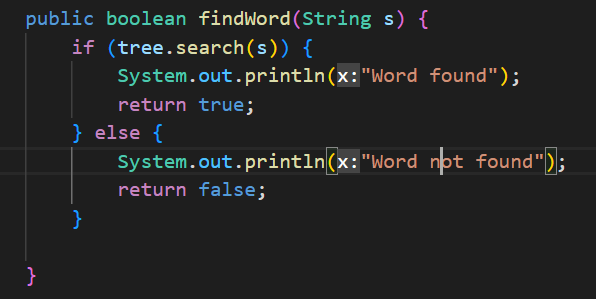 public boolean findWord(String s) {
    if (tree.search(s)) {
        System.out.println(x:"Word found");
        return true;
    } else {
        System.out.println(x:"Word not found");
        return false;
    }
}